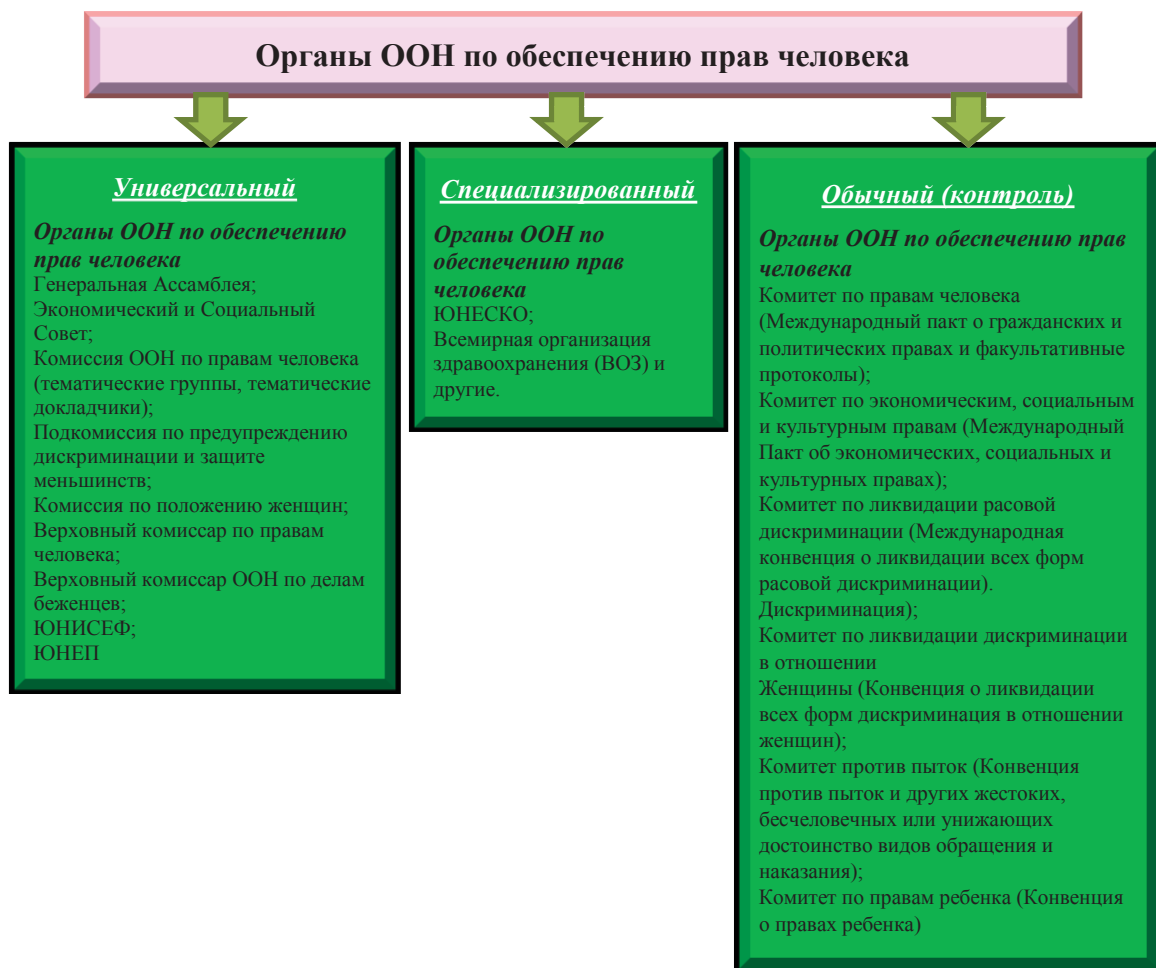 Органы ООН по обеспечению прав человека
Универсальный
Органы ООН по обеспечению
прав человека
Генеральная Ассамблея;
Экономический и Социальный
Совет;
Комиссия ООН по правам человека
(тематические группы, тематические
докладчики);
Подкомиссия по предупреждению
дискриминации и защите
меньшинств;
Комиссия по положению женщин;
Верховный комиссар по правам
человека;
Верховный комиссар ООН по делам
беженцев;
ЮНИСЕФ;
ЮНЕП
Специализированный
Органы ООН по
обеспечению прав
человека
ЮНЕСКО;
Всемирная организация
здравоохранения (ВОЗ) и
другие.
Обычный (контроль)
Органы ООН по обеспечению прав
человека
Комитет по правам человека
(Международный пакт о гражданских и
политических правах и факультативные
протоколы);
Комитет по экономическим, социальным
и культурным правам (Международный
Пакт об экономических, социальных и
культурных правах);
Комитет по ликвидации расовой
дискриминации (Международная
конвенция о ликвидации всех форм
расовой дискриминации).
Дискриминация);
Комитет по ликвидации дискриминации
в отношении
Женщины (Конвенция о ликвидации
всех форм дискриминация в отношении
женщин);
Комитет против пыток (Конвенция
против пыток и других жестоких,
бесчеловечных или унижающих
достоинство видов обращения и
наказания);
Комитет по правам ребенка (Конвенция
о правах ребенка)